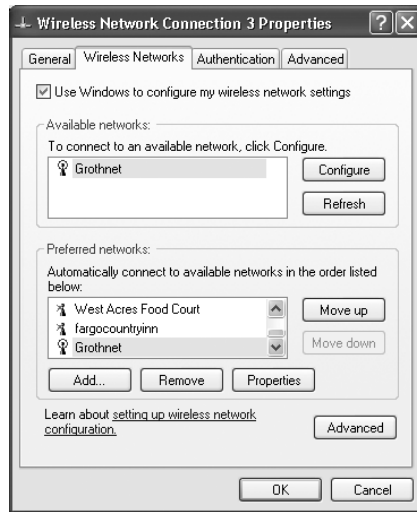 Wireless Network Connection 3 Properties
General
Wireless Networks
Authentication
Advanced
Use Windows to configure my wireless network settings
Available networks:
To connect to an available network, click Configure.
Grothnet
Configure
Refresh
Preferred networks:
Automatically connect to available networks in the order listed
below:
West Acres Food Court
fargocountryinn
Grothnet
Move up
Move down
Add...
Remove
Properties
Learn about setting up wireless network
configuration.
Advanced
OK
Cancel